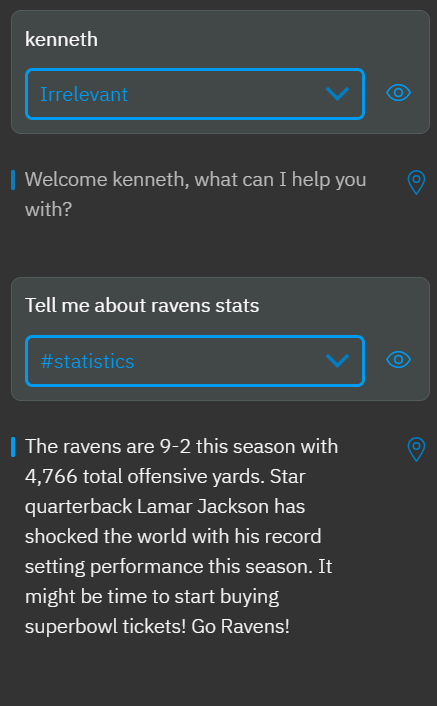 kenneth
Irrelevant
Welcome kenneth, what can I help you
with?
Tell me about ravens stats
#statistics
The ravens are 9-2 this season with
4,766 total offensive yards. Star
quarterback Lamar Jackson has
shocked the world with his record
setting performance this season. It
might be time to start buying
superbowl tickets! Go Ravens!